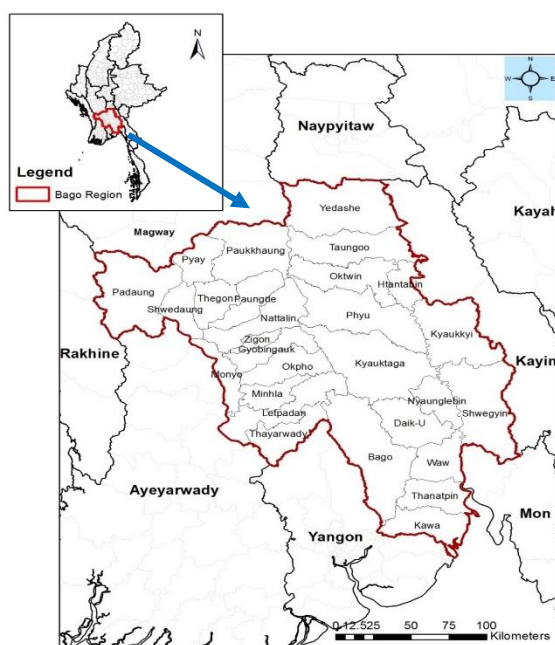 N
Legend
Bago Region
N
W E
S
Naypyitaw
Kayah
Magway
Yedashe
Taungoo
Paukkhaung
Pyay
Oktwin
Htantabin
Padaung
Thegon
Paungde
Shwedaung
Nattalin
Phyu
Kyaukkyi
Zigon
Gyobingauk
Rakhine
Kayin
Monyo
Okpho
Kyauktaga
Minhla
Nyaunglebin
Shwegyin
Letpadan
Daik-U
Thayarwady
Bago
Waw
Ayeyarwady
Thanatpin
Mon
Kawa
Yangon
0 12.525 50 75 100
Kilometers